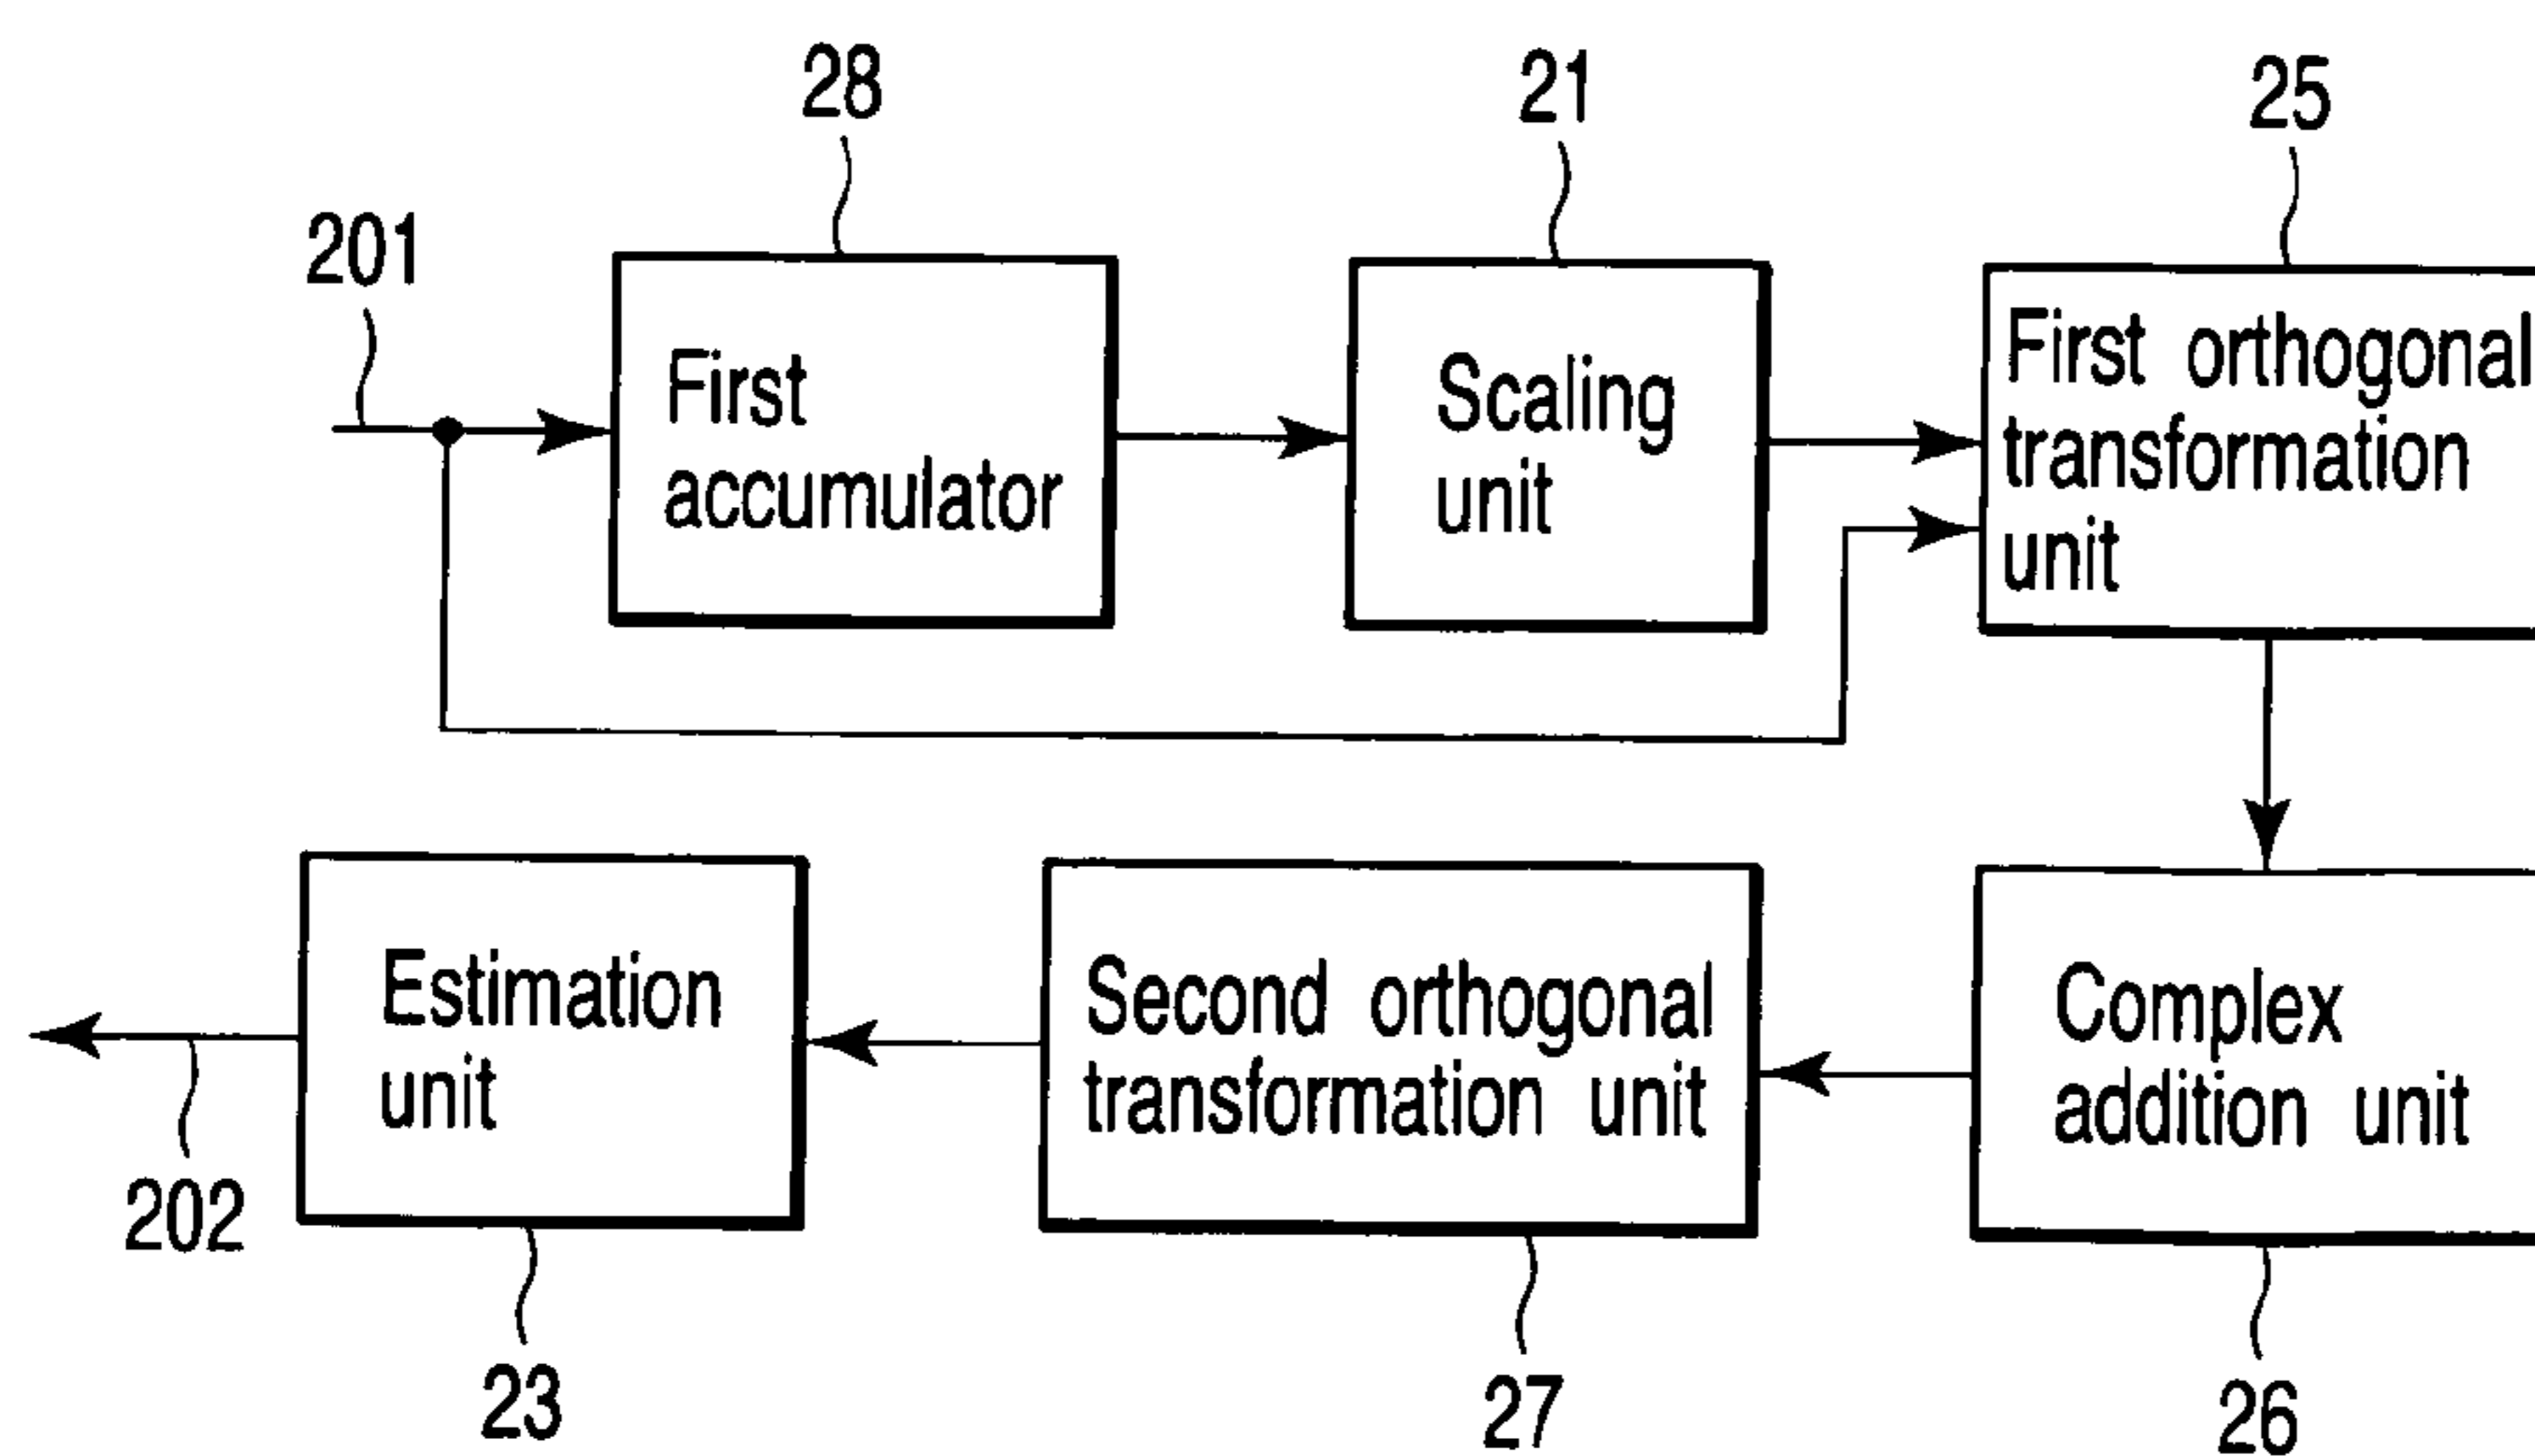 28
21
25
201
First
accumulator
Scaling
unit
First orthogonal
transformation
unit
Estimation
unit
Second orthogonal
transformation unit
Complex
addition unit
202
23
27
26